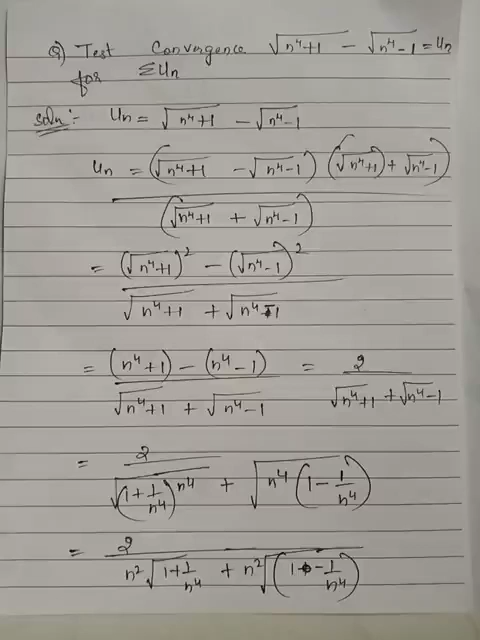 Q) Test Convergence √(n⁴+1) - √(n⁴-1) = Un
for ΣUn
Soln:- Un = √(n⁴+1) - √(n⁴-1)
Un = (√(n⁴+1) - √(n⁴-1)) (√(n⁴+1) + √(n⁴-1)) / (√(n⁴+1) + √(n⁴-1))
= (√(n⁴+1))² - (√(n⁴-1))² / √(n⁴+1) + √(n⁴-1)
= (n⁴+1) - (n⁴-1) / √(n⁴+1) + √(n⁴-1) = 2 / √(n⁴+1) + √(n⁴-1)
= 2 / √((1+1/n⁴)n⁴) + √(n⁴(1-1/n⁴))
= 2 / n²√(1+1/n⁴) + n²√(1-1/n⁴)